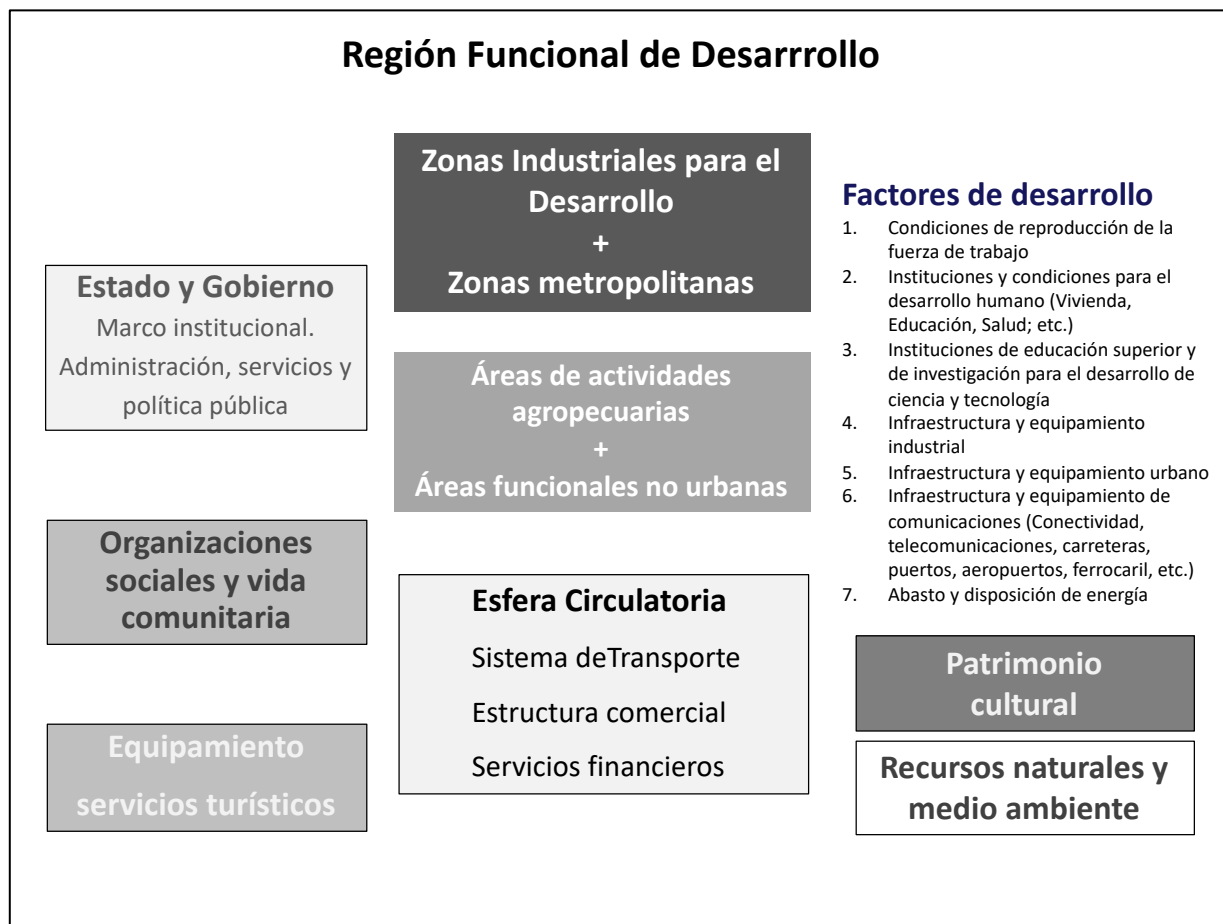 Región Funcional de Desarrrollo
Zonas Industriales para el
Desarrollo
+
Zonas metropolitanas
Estado y Gobierno
Marco institucional.
Administración, servicios y
política pública
Áreas de actividades
agropecuarias
+
Áreas funcionales no urbanas
Organizaciones
sociales y vida
comunitaria
Esfera Circulatoria
Sistema deTransporte
Estructura comercial
Servicios financieros
Equipamiento
servicios turísticos
Factores de desarrollo
1. Condiciones de reproducción de la
fuerza de trabajo
2. Instituciones y condiciones para el
desarrollo humano (Vivienda,
Educación, Salud; etc.)
3. Instituciones de educación superior y
de investigación para el desarrollo de
ciencia y tecnología
4. Infraestructura y equipamiento
industrial
5. Infraestructura y equipamiento urbano
6. Infraestructura y equipamiento de
comunicaciones (Conectividad,
telecomunicaciones, carreteras,
puertos, aeropuertos, ferrocaril, etc.)
7. Abasto y disposición de energía
Patrimonio
cultural
Recursos naturales y
medio ambiente